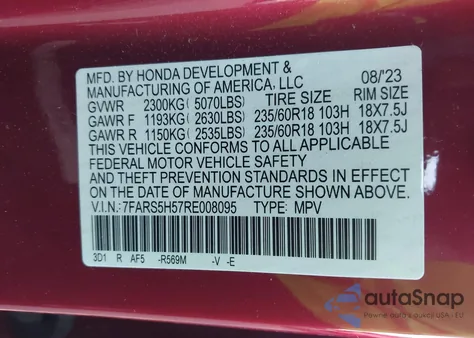 MFD. BY HONDA DEVELOPMENT &
MANUFACTURING OF AMERICA, LLC 08/'23
GVWR 2300KG (5070LBS) TIRE SIZE RIM SIZE
GAWR F 1193KG (2630LBS) 235/60R18 103H 18X7.5J
GAWR R 1150KG (2535LBS) 235/60R18 103H 18X7.5J
THIS VEHICLE CONFORMS TO ALL APPLICABLE
FEDERAL MOTOR VEHICLE SAFETY
AND THEFT PREVENTION STANDARDS IN EFFECT
ON THE DATE OF MANUFACTURE SHOWN ABOVE.
V.I.N.:7FARS5H57RE008095 TYPE: MPV
3D1 R AF5 -R569M -V -E
autoSnap